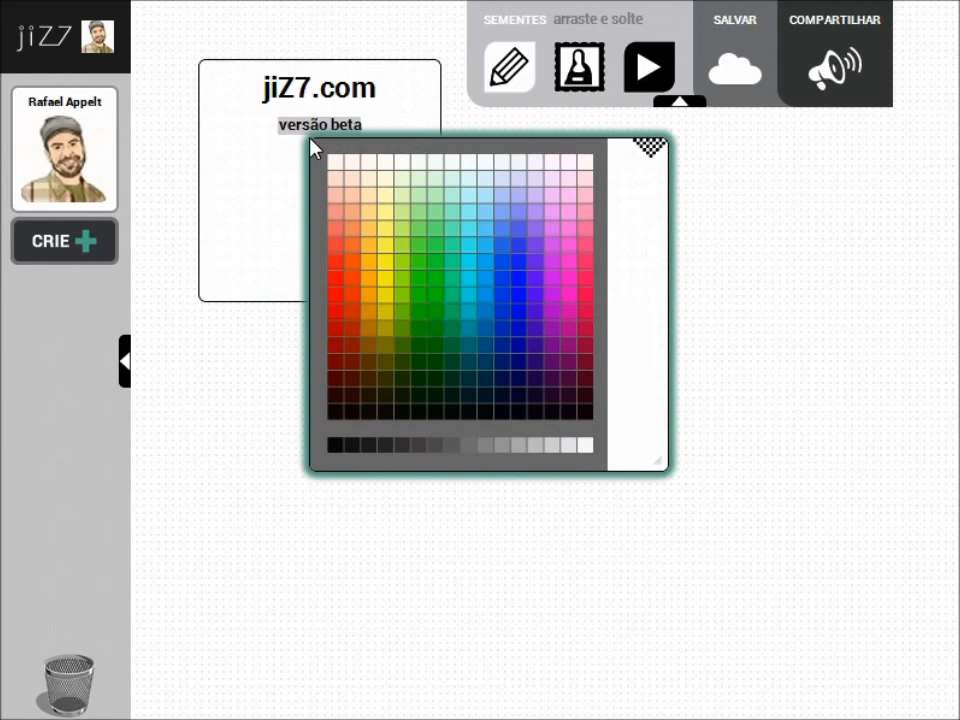 jiZ7
Rafael Appelt
CRIE
jiZ7.com
versão beta
SEMENTES arraste e solte
SALVAR
COMPARTILHAR